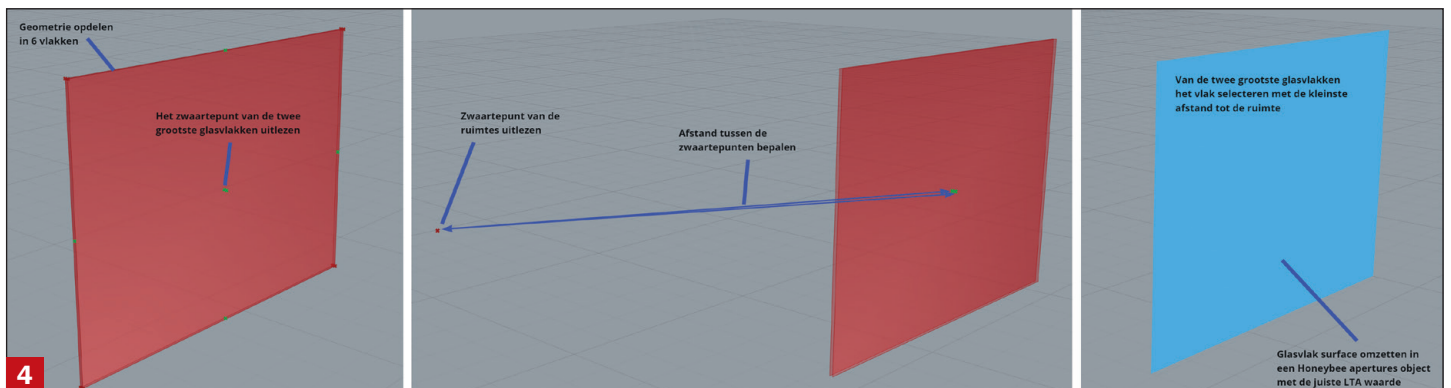 Geometrie opdelen
in 6 vlakken
Het zwaartepunt van de twee
grootste glasvlakken uitlezen
4
Zwaartepunt van de
ruimtes uitlezen
Afstand tussen de
zwaartepunten bepalen
Van de twee grootste glasvlakken
het vlak selecteren met de kleinste
afstand tot de ruimte
Glasvlak surface omzetten in
een Honeybee apertures object
met de juiste LTA waarde